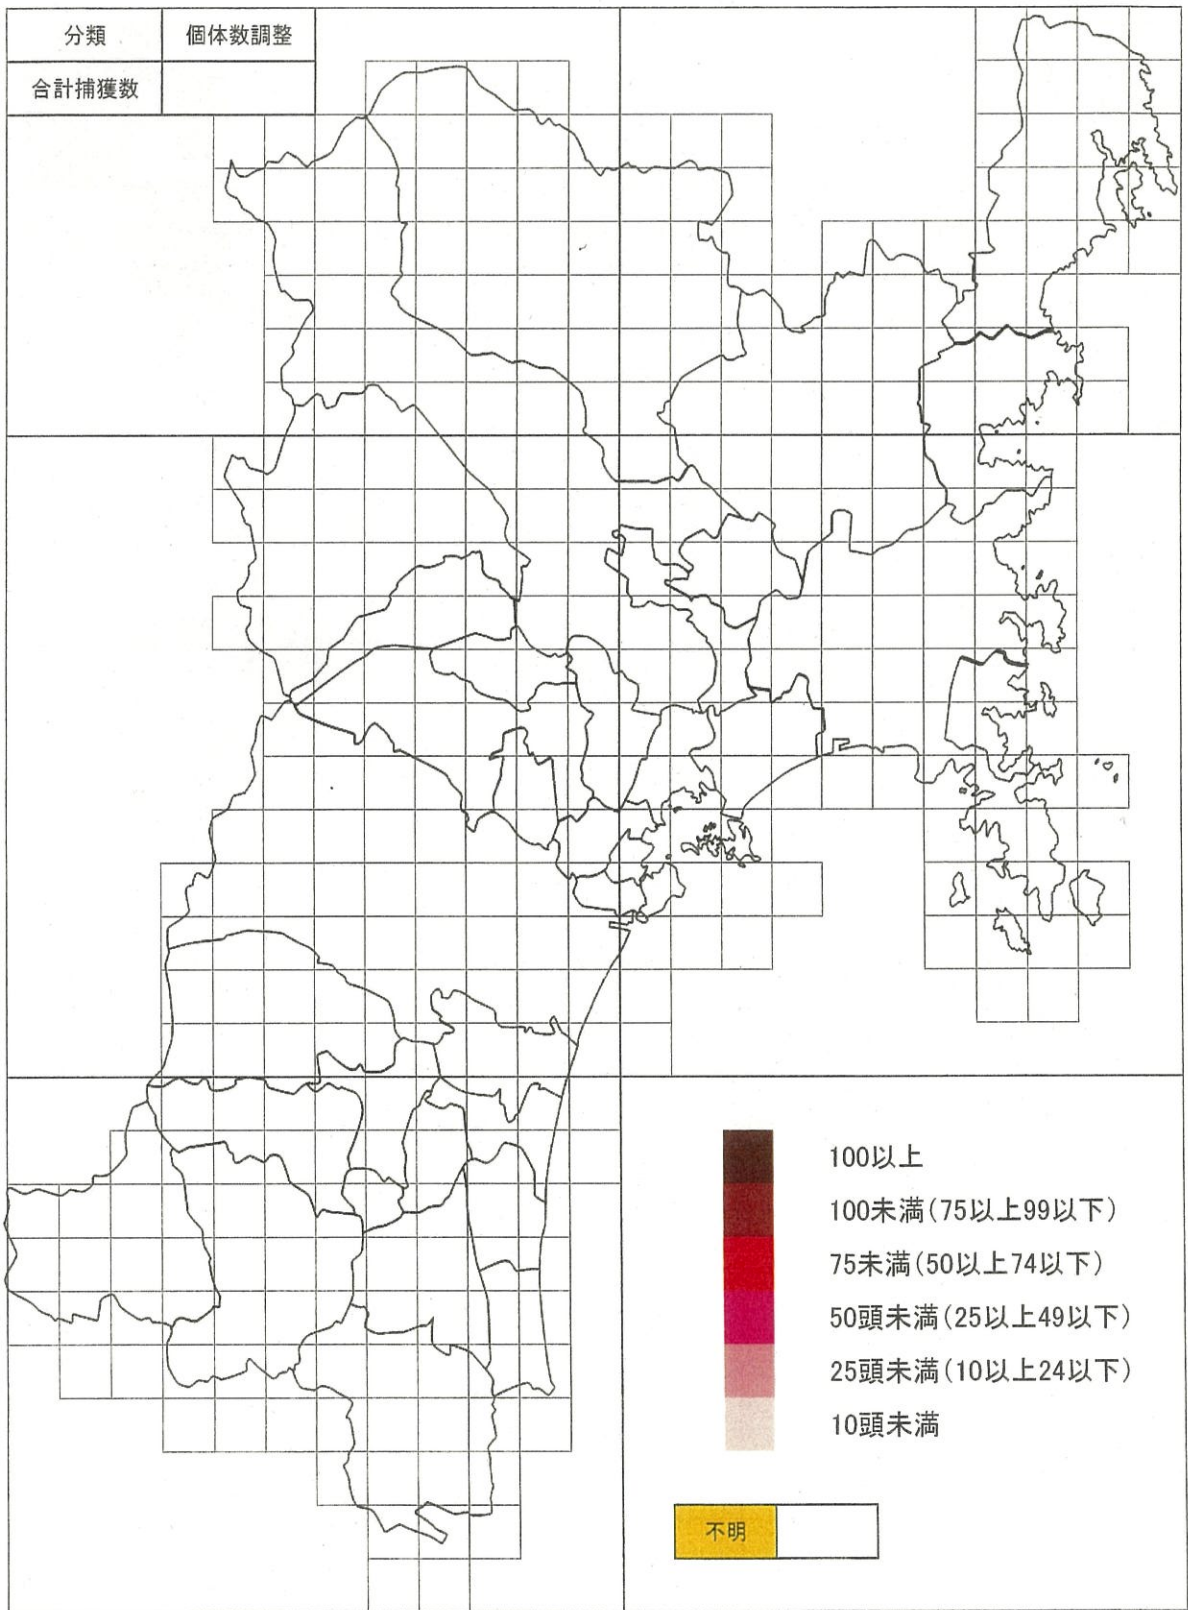 分類 個体数調整
合計捕獲数
100以上
100未満(75以上99以下)
75未満(50以上74以下)
50頭未満(25以上49以下)
25頭未満(10以上24以下)
10頭未満
不明